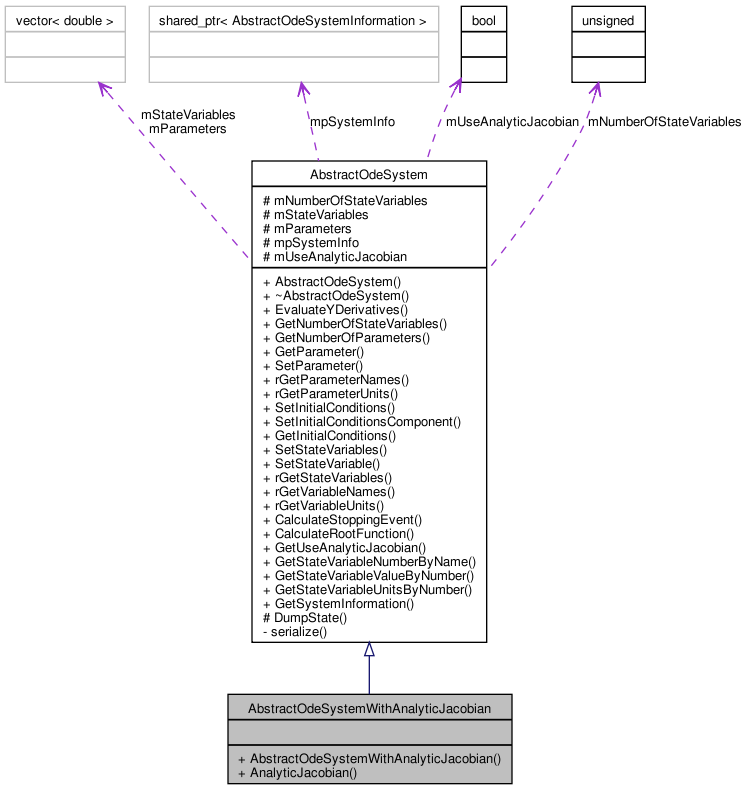 vector< double >
shared_ptr< AbstractOdeSystemInformation >
bool
unsigned
mStateVariables
mParameters
mpSystemInfo
mUseAnalyticJacobian
mNumberOfStateVariables
AbstractOdeSystem
# mNumberOfStateVariables
# mStateVariables
# mParameters
# mpSystemInfo
# mUseAnalyticJacobian
+ AbstractOdeSystem()
+ ~AbstractOdeSystem()
+ EvaluateYDerivatives()
+ GetNumberOfStateVariables()
+ GetNumberOfParameters()
+ GetParameter()
+ SetParameter()
+ rGetParameterNames()
+ rGetParameterUnits()
+ SetInitialConditions()
+ SetInitialConditionsComponent()
+ GetInitialConditions()
+ SetStateVariables()
+ SetStateVariable()
+ rGetStateVariables()
+ rGetVariableNames()
+ rGetVariableUnits()
+ CalculateStoppingEvent()
+ CalculateRootFunction()
+ GetUseAnalyticJacobian()
+ GetStateVariableNumberByName()
+ GetStateVariableValueByNumber()
+ GetStateVariableUnitsByNumber()
+ GetSystemInformation()
# DumpState()
- serialize()
AbstractOdeSystemWithAnalyticJacobian
+ AbstractOdeSystemWithAnalyticJacobian()
+ AnalyticJacobian()